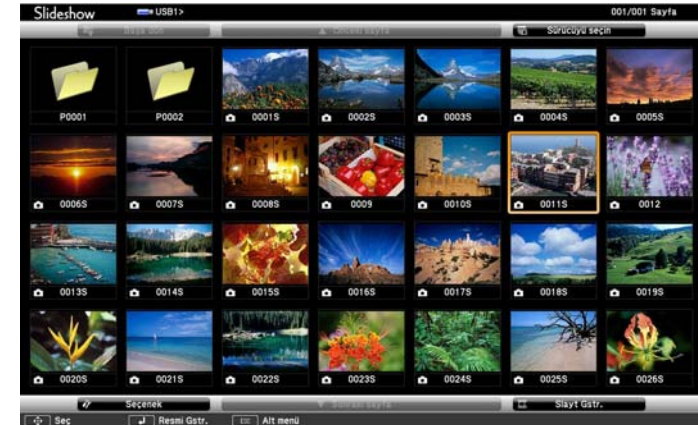 Slideshow USB1> 001/001 Sayfa
Başa dön Önceki sayfa Sürücüyü seçin
P0001 P0002 0001S 0002S 0003S 0004S 0005S
0006S 0007S 0008S 0009 0010S 0011S 0012
0013S 0014S 0015S 0016S 0017S 0018S 0019S
0020S 0021S 0022S 0023S 0024S 0025S 0026S
Seçenek Sonraki sayfa Slayt Gstr.
Seç Resmi Gstr. Esc Alt menü